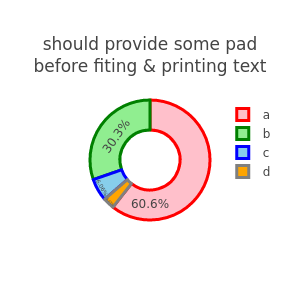 should provide some pad
before fiting & printing text
30.3%
60.6%
a
b
c
d